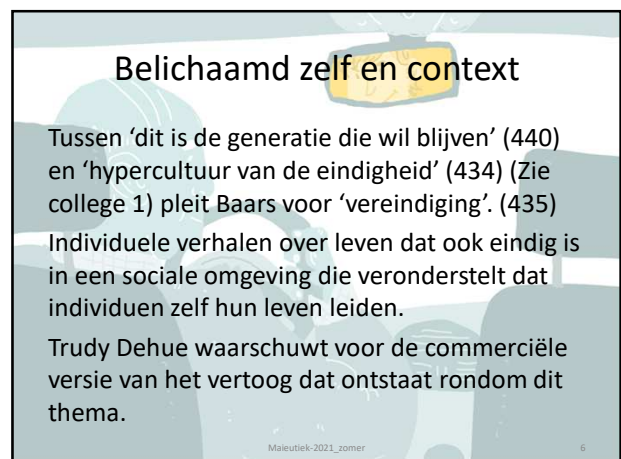 Belichaamd zelf en context
Tussen ‘dit is de generatie die wil blijven’ (440)
en ‘hypercultuur van de eindigheid’ (434) (Zie
college 1) pleit Baars voor ‘vereindiging’. (435)
Individuele verhalen over leven dat ook eindig is
in een sociale omgeving die veronderstelt dat
individuen zelf hun leven leiden.
Trudy Dehue waarschuwt voor de commerciële
versie van het vertoog dat ontstaat rondom dit
thema.
Maieutiek-2021_zomer 6